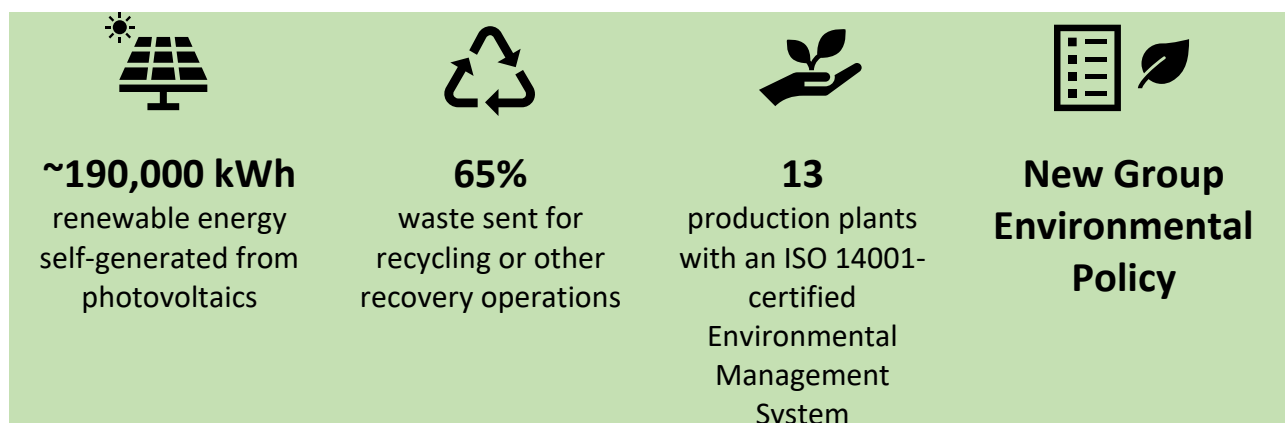 ~190,000 kWh
renewable energy
self-generated from
photovoltaics
65%
waste sent for
recycling or other
recovery operations
13
production plants
with an ISO 14001-
certified
Environmental
Management
System
New Group
Environmental
Policy